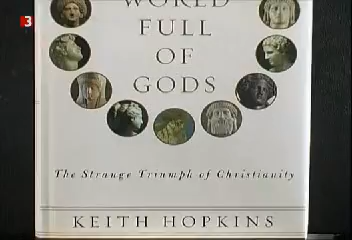 3
WORLD
FULL
OF
GODS
The Strange Triumph of Christianity
KEITH HOPKINS